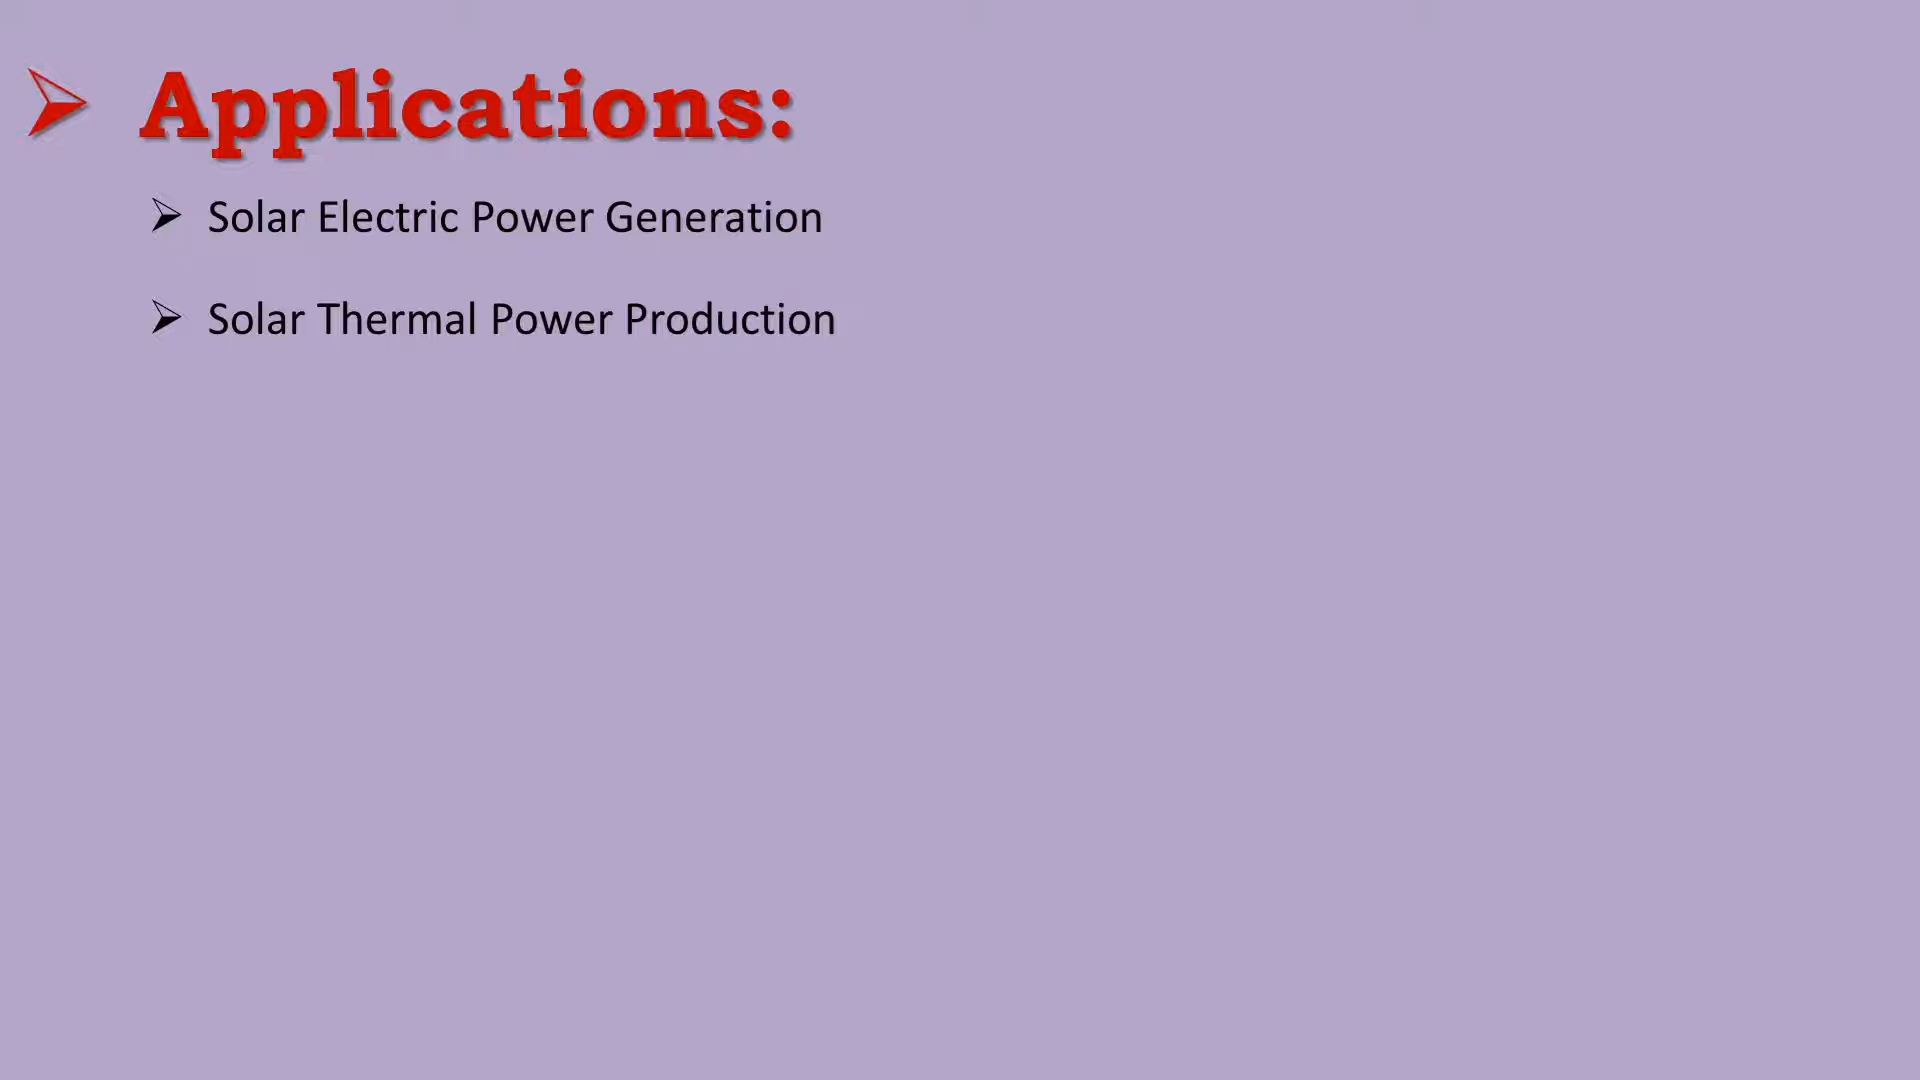 ➢ Applications:
➢ Solar Electric Power Generation
➢ Solar Thermal Power Production